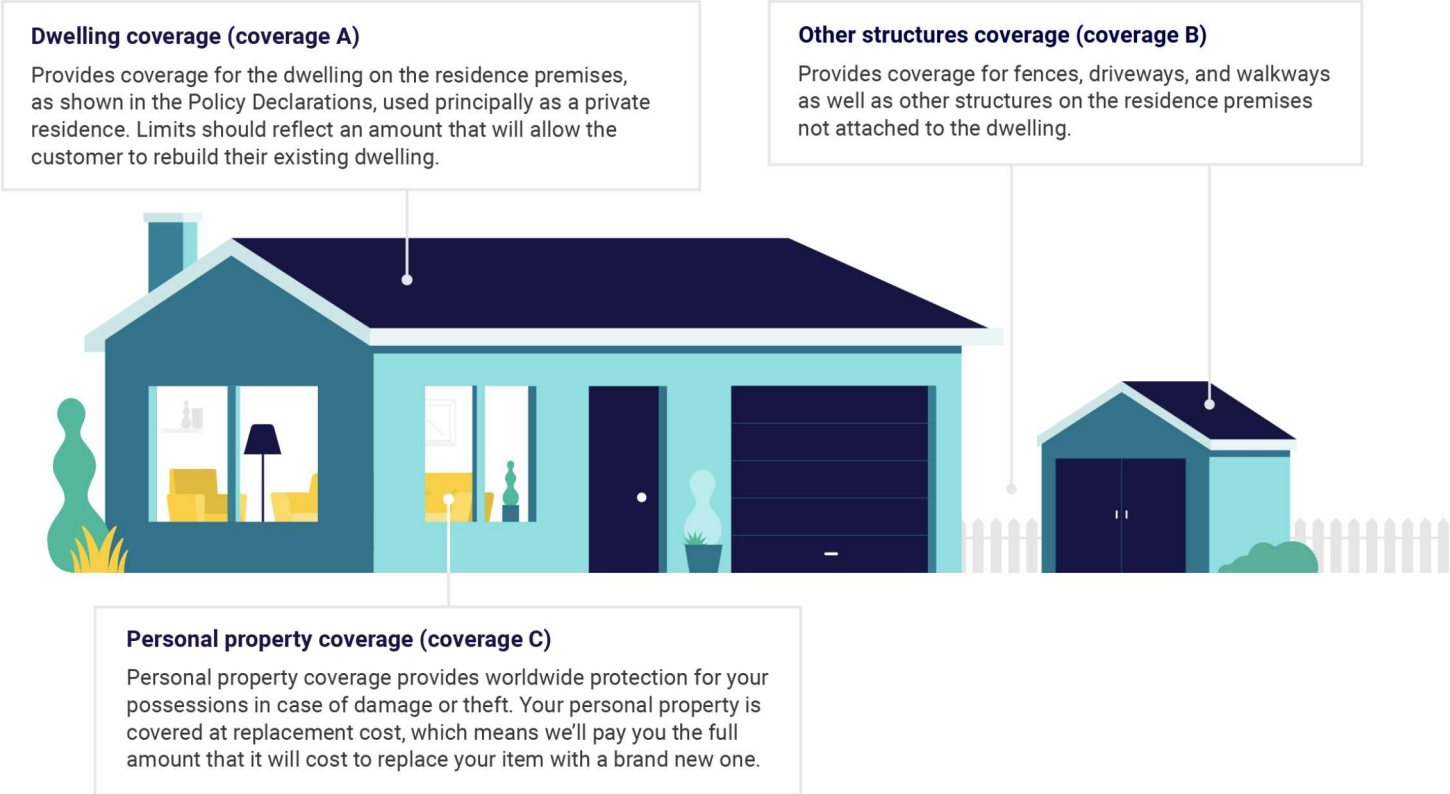 Dwelling coverage (coverage A)
Provides coverage for the dwelling on the residence premises,
as shown in the Policy Declarations, used principally as a private
residence. Limits should reflect an amount that will allow the
customer to rebuild their existing dwelling.
Other structures coverage (coverage B)
Provides coverage for fences, driveways, and walkways
as well as other structures on the residence premises
not attached to the dwelling.
Personal property coverage (coverage C)
Personal property coverage provides worldwide protection for your
possessions in case of damage or theft. Your personal property is
covered at replacement cost, which means we’ll pay you the full
amount that it will cost to replace your item with a brand new one.